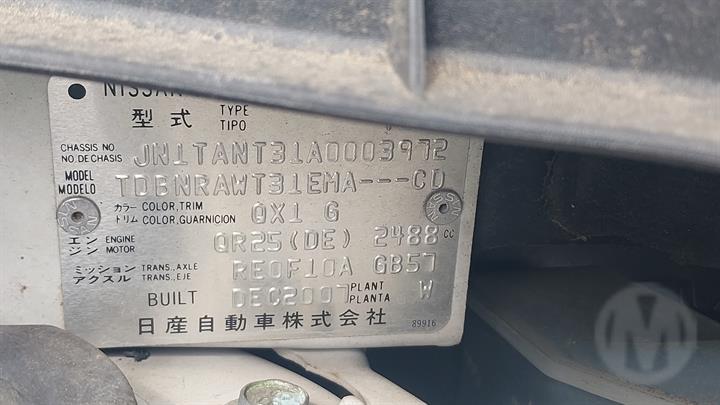 NISSAN
型式 TYPE TIPO
CHASSIS NO NO DE CHASIS JN1TANT31A0003972
MODEL MODELO TDBNRAWT31EMA---CD
カラー トリム COLOR,TRIM COLOR,GUARNICION QX1 G
エンジン ENGINE MOTOR QR25(DE) 2488 cc
ミッション アクスル TRANS.,AXLE TRANS.,EJE RE0F10A GB57
BUILT DEC2007 PLANT PLANTA W
日産自動車株式会社 89916
M